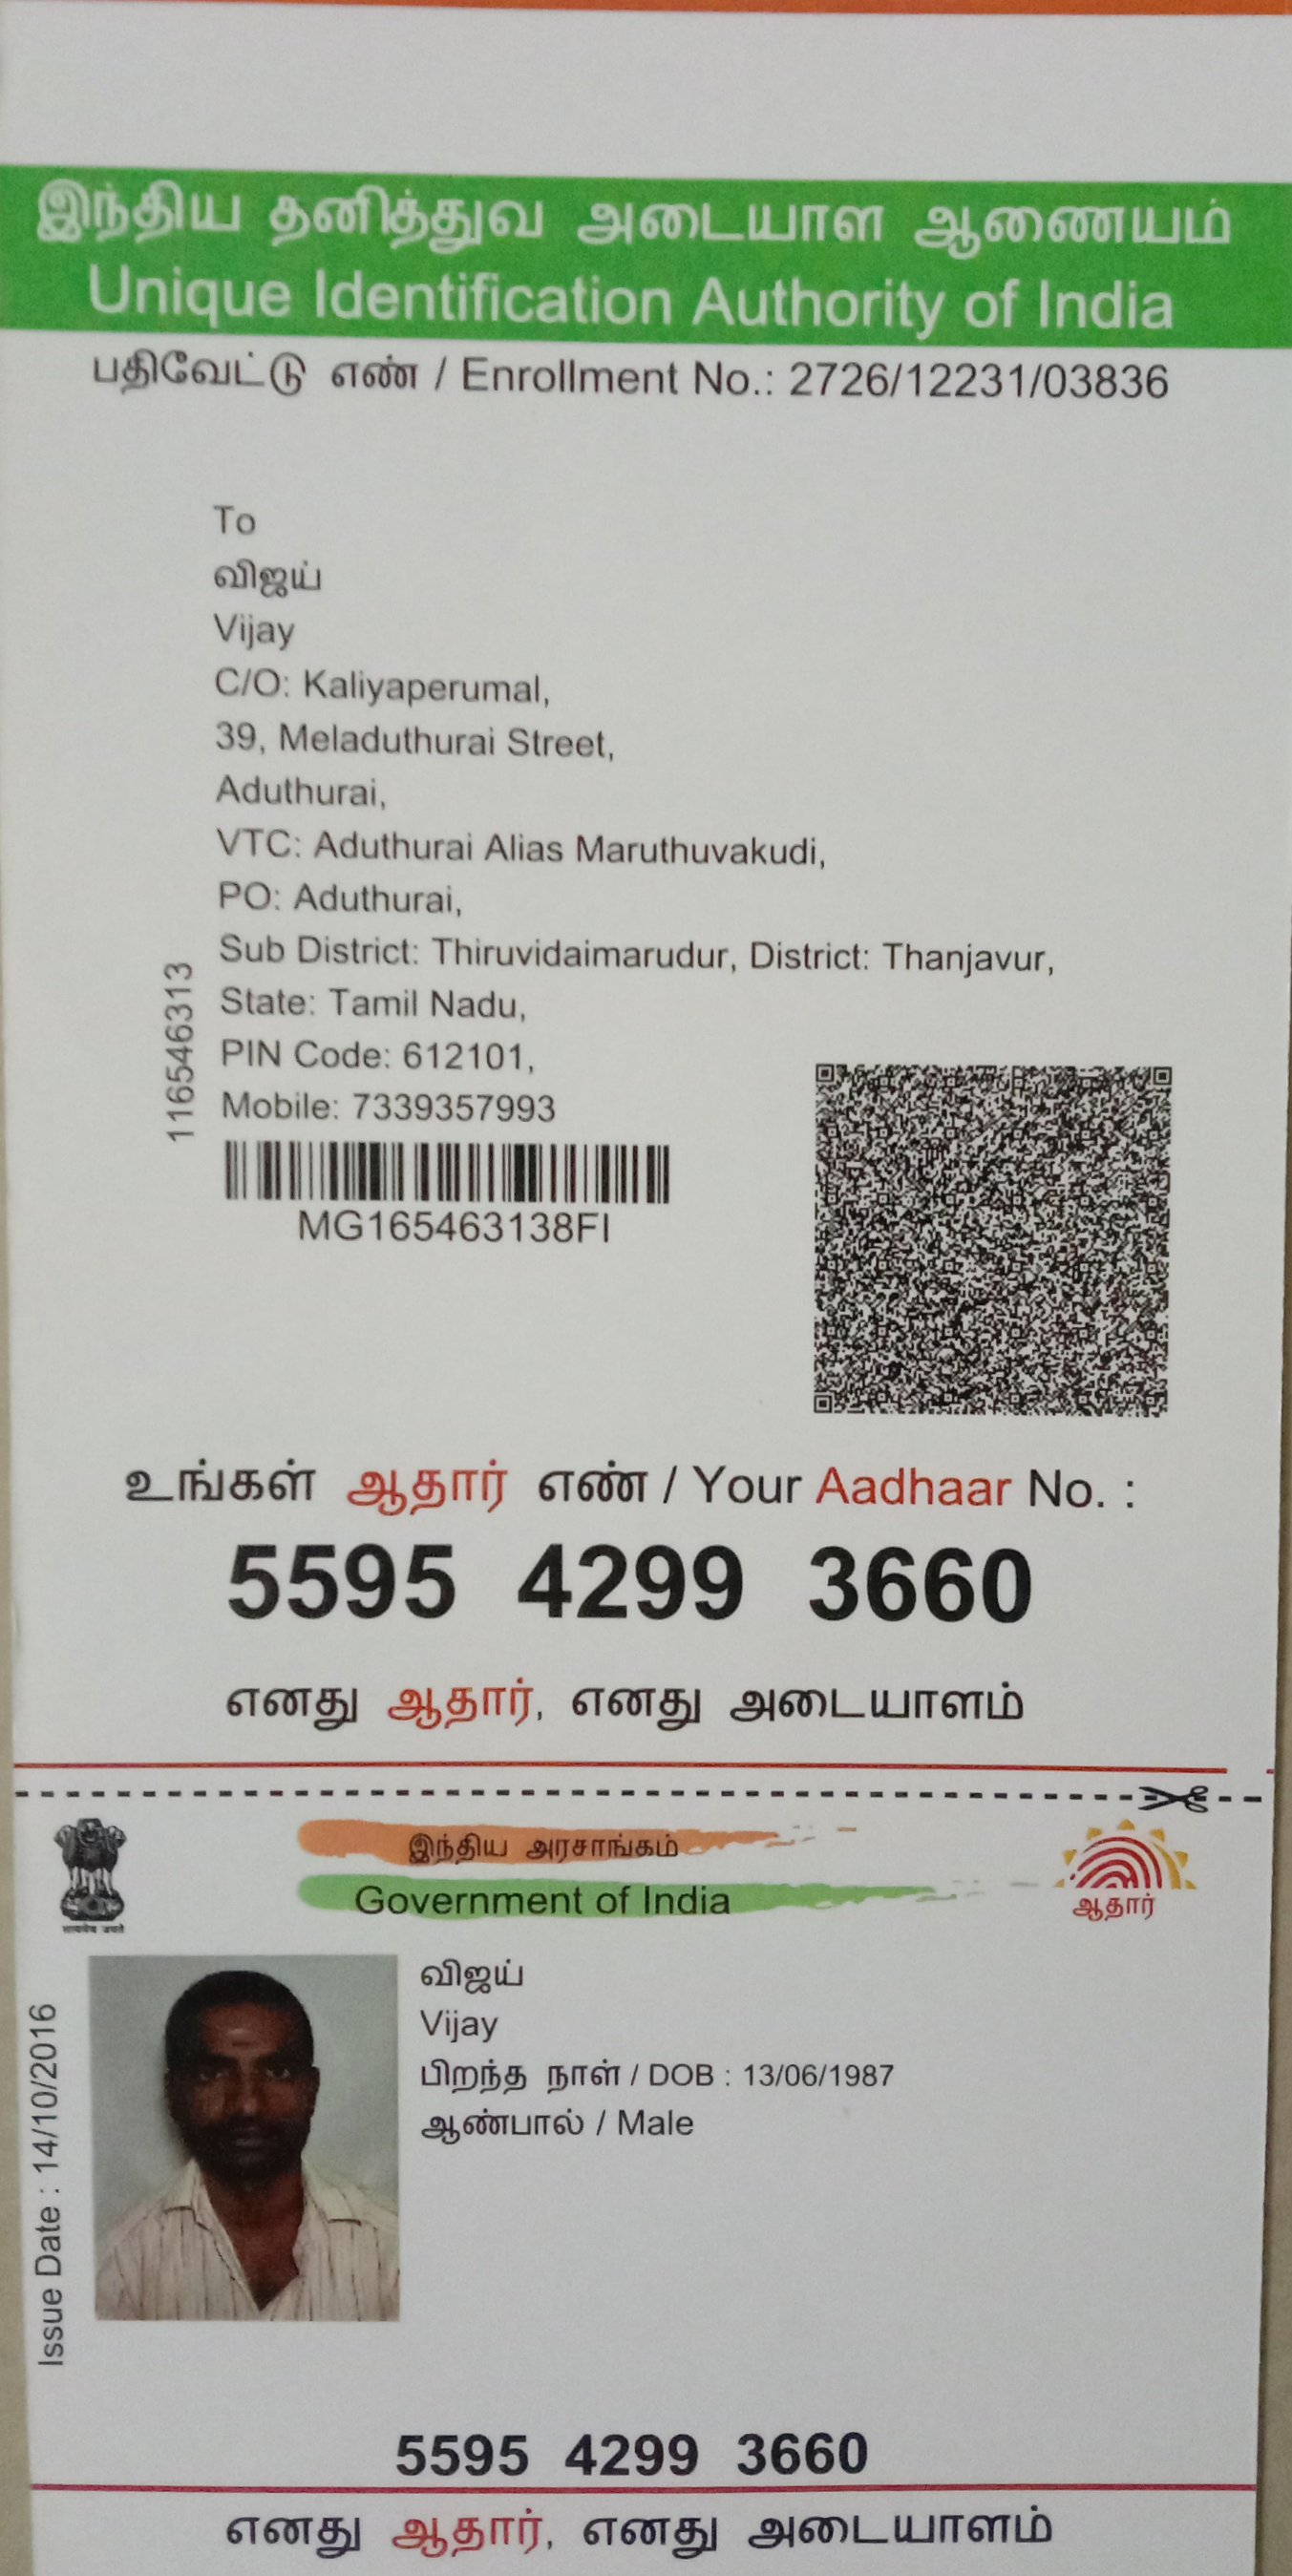 இந்திய தனித்துவ அடையாள ஆணையம்
Unique Identification Authority of India
பதிவேட்டு எண் / Enrollment No.: 2726/12231/03836
To
விஜய்
Vijay
C/O: Kaliyaperumal,
39, Meladuthurai Street,
Aduthurai,
VTC: Aduthurai Alias Maruthuvakudi,
PO: Aduthurai,
Sub District: Thiruvidaimarudur, District: Thanjavur,
State: Tamil Nadu,
PIN Code: 612101,
Mobile: 7339357993
116546313
MG165463138FI
உங்கள் ஆதார் எண் / Your Aadhaar No. :
5595 4299 3660
எனது ஆதார், எனது அடையாளம்
இந்திய அரசாங்கம்
Government of India
सत्यमेव जयते
ஆதார்
விஜய்
Vijay
பிறந்த நாள் / DOB : 13/06/1987
ஆண்பால் / Male
Issue Date : 14/10/2016
5595 4299 3660
எனது ஆதார், எனது அடையாளம்